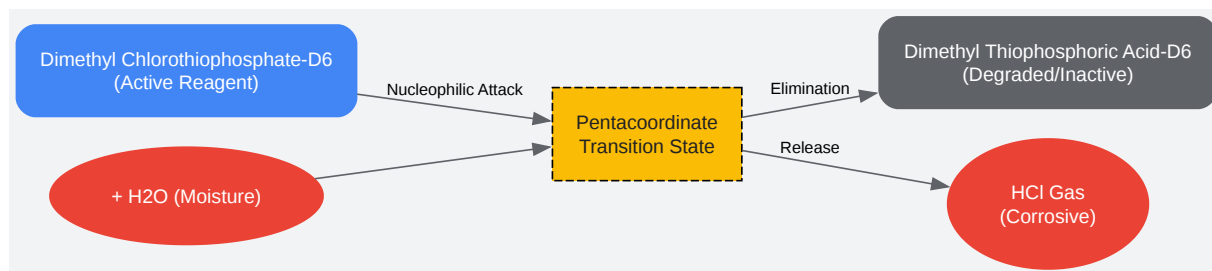 Dimethyl Chlorothiophosphate-D6
(Active Reagent)
+ H2O (Moisture)
Nucleophilic Attack
Pentacoordinate
Transition State
Elimination
Release
Dimethyl Thiophosphoric Acid-D6
(Degraded/Inactive)
HCl Gas
(Corrosive)